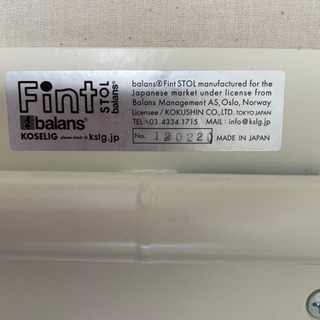 Fint STOL balans®
balans®
KOSELIG please check > kslg.jp
balans® Fint STOL manufactured for the
Japanese market under license from
Balans Management AS, Oslo, Norway
Licensee / KOKUSHIN CO.,LTD. TOKYO JAPAN
TEL 03.4334.1715 MAIL : info@kslg.jp
No. MADE IN JAPAN